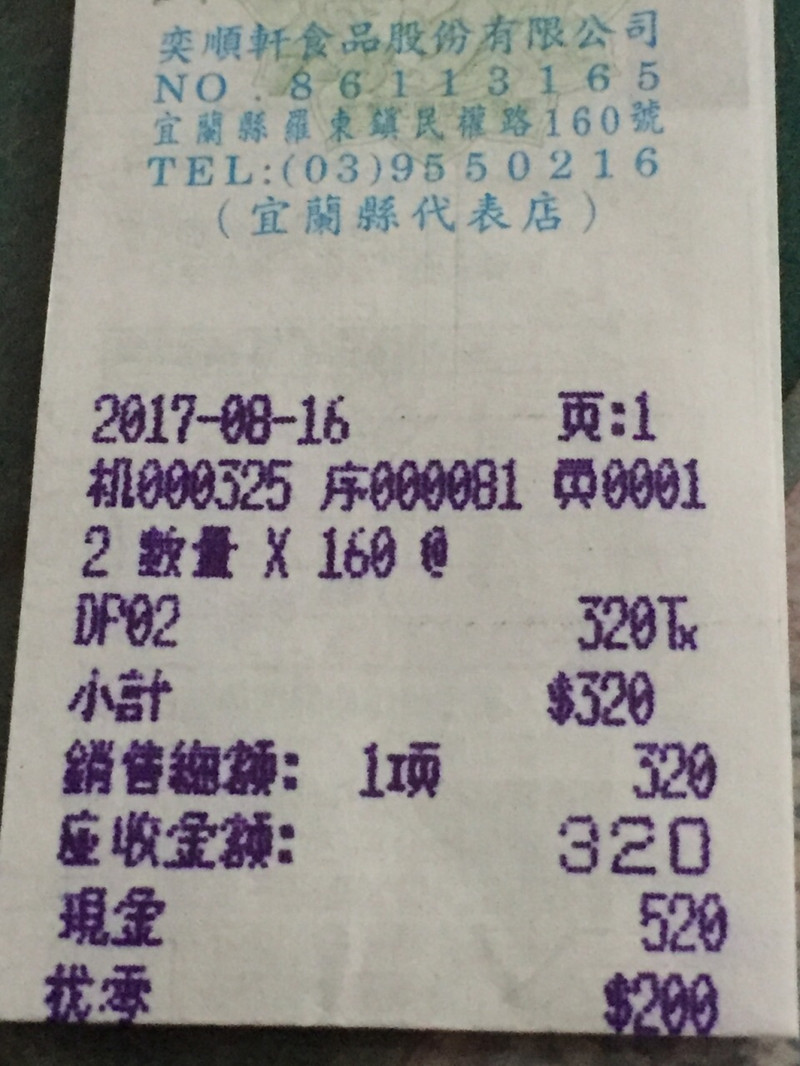 奕順軒食品股份有限公司
NO.86113165
宜蘭縣羅東鎮民權路160號
TEL:(03)9550216
(宜蘭縣代表店)
2017-08-16 頁:1
机000325 序000081 頁0001
2 數量 X 160 @
DP02 320Tx
小計 $320
銷售總額: 1項 320
應收金額: 320
現金 520
找零 $200